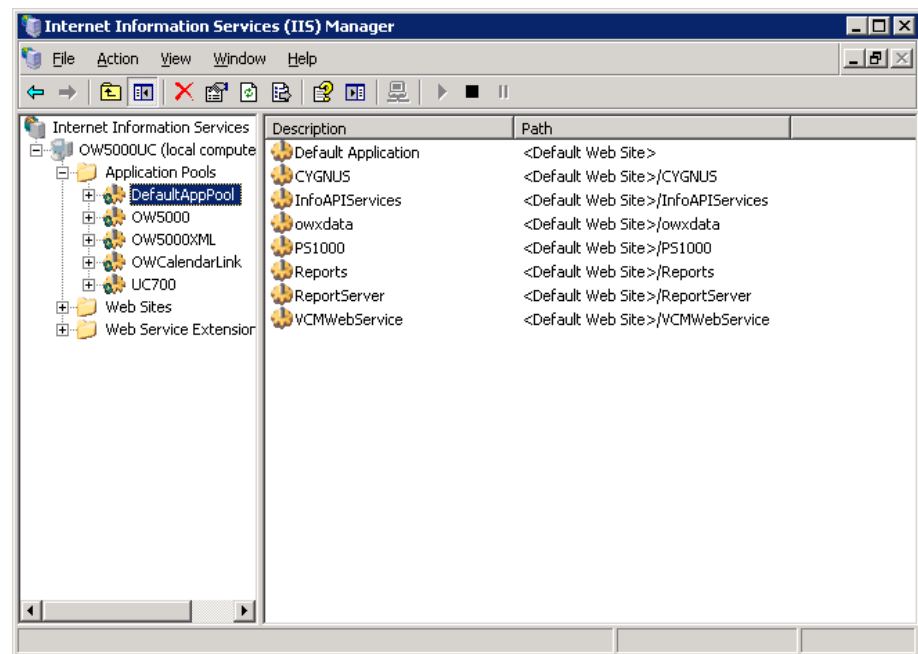 Internet Information Services (IIS) Manager
File Action View Window Help
Internet Information Services
OW5000UC (local compute
Application Pools
DefaultAppPool
OW5000
OW5000XML
OWCalendarLink
UC700
Web Sites
Web Service Extension
Description Path
Default Application <Default Web Site>
CYGNUS <Default Web Site>/CYGNUS
InfoAPIServices <Default Web Site>/InfoAPIServices
owxdata <Default Web Site>/owxdata
PS1000 <Default Web Site>/PS1000
Reports <Default Web Site>/Reports
ReportServer <Default Web Site>/ReportServer
VCMWebService <Default Web Site>/VCMWebService